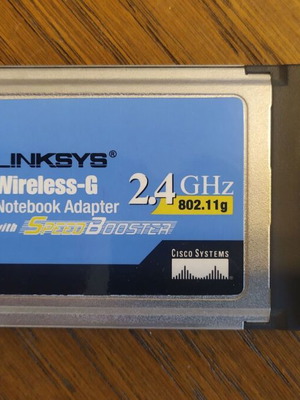 LINKSYS®
Wireless-G
Notebook Adapter
with SPEEDBOOSTER
2.4 GHz
802.11g
CISCO SYSTEMS